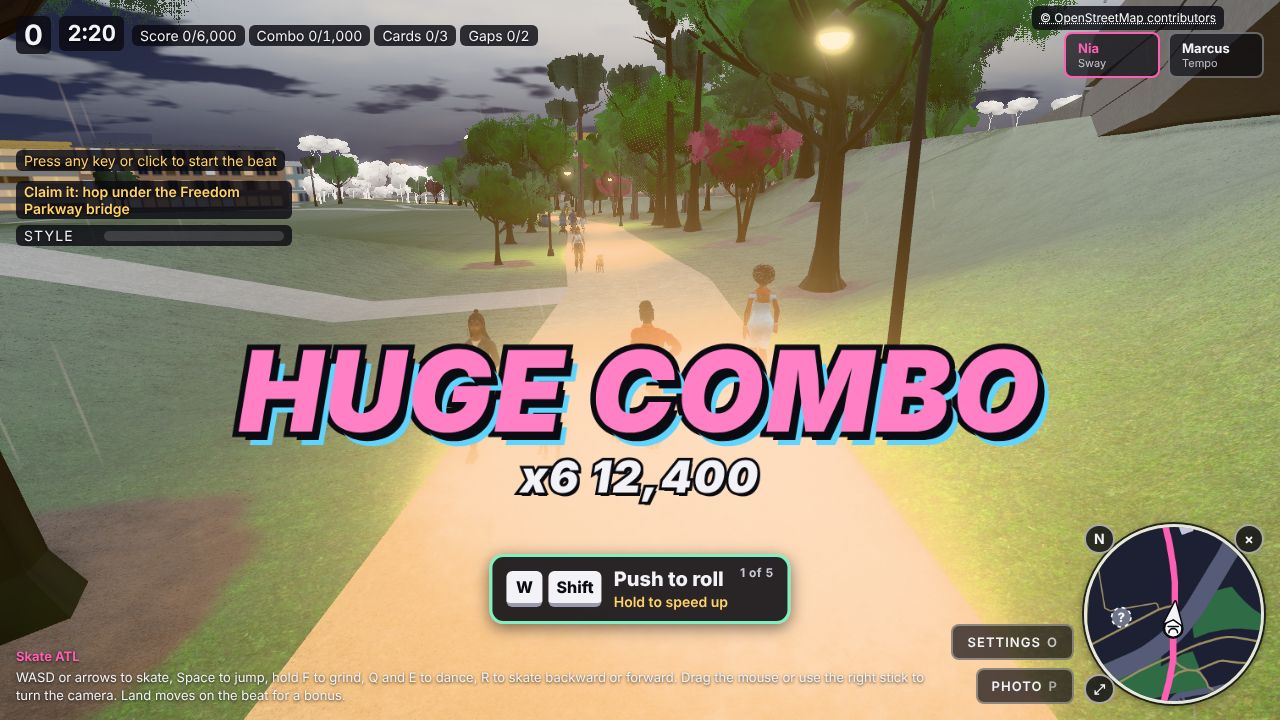 0
2:20
Score 0/6,000
Combo 0/1,000
Cards 0/3
Gaps 0/2
© OpenStreetMap contributors
Nia
Sway
Marcus
Tempo
Press any key or click to start the beat
Claim it: hop under the Freedom
Parkway bridge
STYLE
HUGE COMBO
x6 12,400
W
Shift
Push to roll
1 of 5
Hold to speed up
N
×
?
SETTINGS O
PHOTO P
Skate ATL
WASD or arrows to skate, Space to jump, hold F to grind, Q and E to dance, R to skate backward or forward. Drag the mouse or use the right stick to
turn the camera. Land moves on the beat for a bonus.